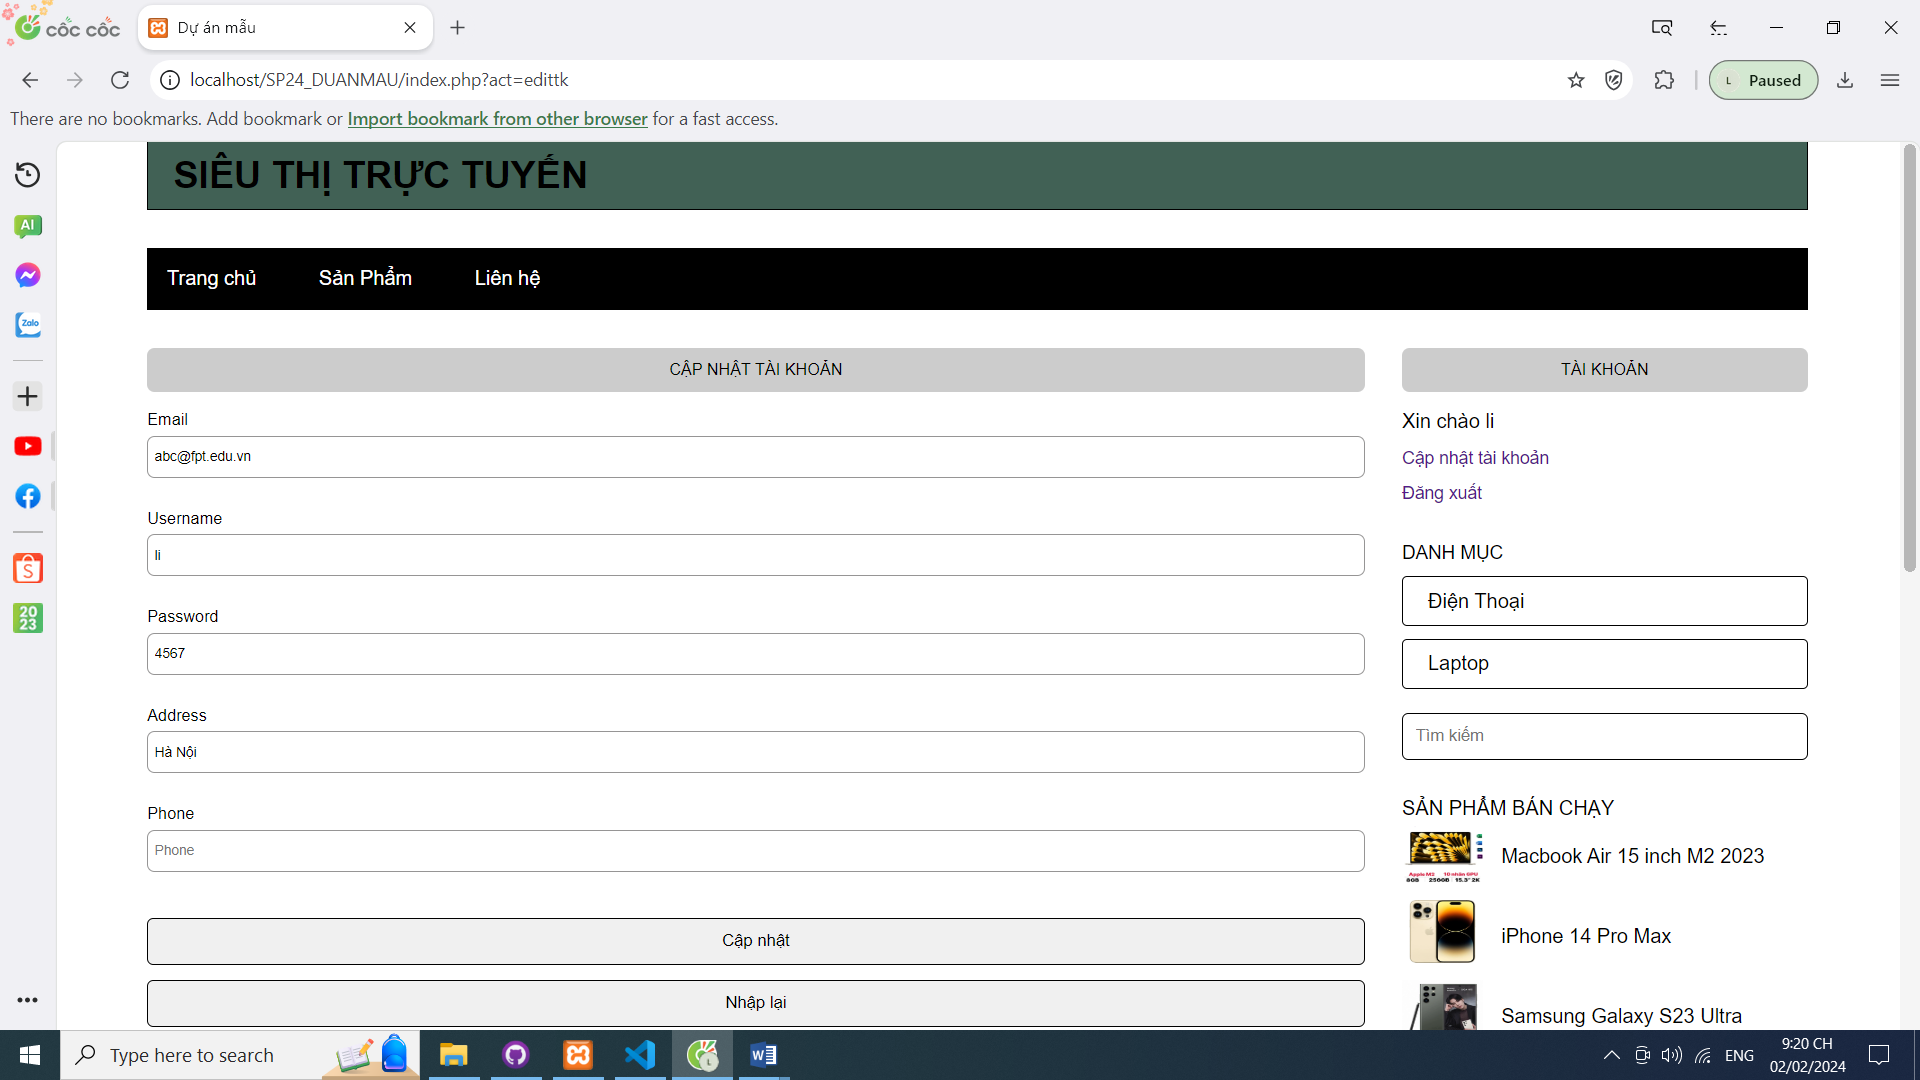 cốc cốc
Dự án mẫu
localhost/SP24_DUANMAU/index.php?act=edittk
L
Paused
There are no bookmarks. Add bookmark or Import bookmark from other browser for a fast access.
SIÊU THỊ TRỰC TUYẾN
Trang chủ
Sản Phẩm
Liên hệ
CẬP NHẬT TÀI KHOẢN
Email
abc@fpt.edu.vn
Username
li
Password
4567
Address
Hà Nội
Phone
Phone
Cập nhật
Nhập lại
TÀI KHOẢN
Xin chào li
Cập nhật tài khoản
Đăng xuất
DANH MỤC
Điện Thoại
Laptop
Tìm kiếm
SẢN PHẨM BÁN CHẠY
Macbook Air 15 inch M2 2023
iPhone 14 Pro Max
Samsung Galaxy S23 Ultra
AI
Zalo
20
23
Type here to search
ENG
9:20 CH
02/02/2024